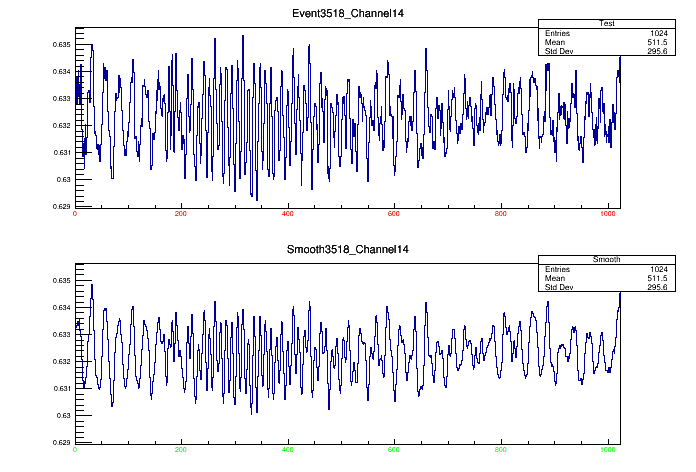 Event3518_Channel14
Test
Entries 1024
Mean 511.5
Std Dev 295.6
0.635
0.634
0.633
0.632
0.631
0.63
0.629
0 200 400 600 800 1000
Smooth3518_Channel14
Smooth
Entries 1024
Mean 511.5
Std Dev 295.6
0.635
0.634
0.633
0.632
0.631
0.63
0.629
0 200 400 600 800 1000